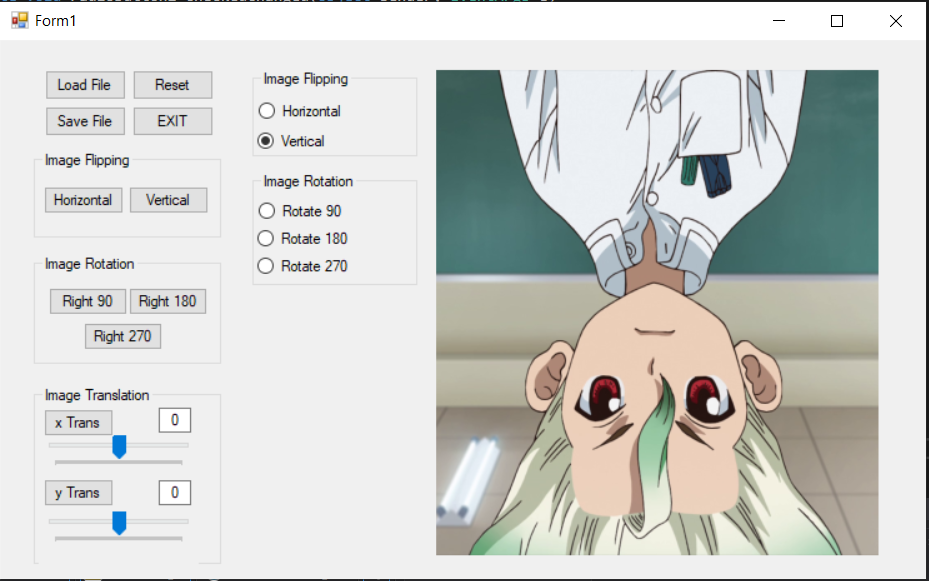 Form1
Load File
Reset
Save File
EXIT
Image Flipping
Horizontal
Vertical
Image Rotation
Right 90
Right 180
Right 270
Image Translation
x Trans
0
y Trans
0
Image Flipping
Horizontal
Vertical
Image Rotation
Rotate 90
Rotate 180
Rotate 270